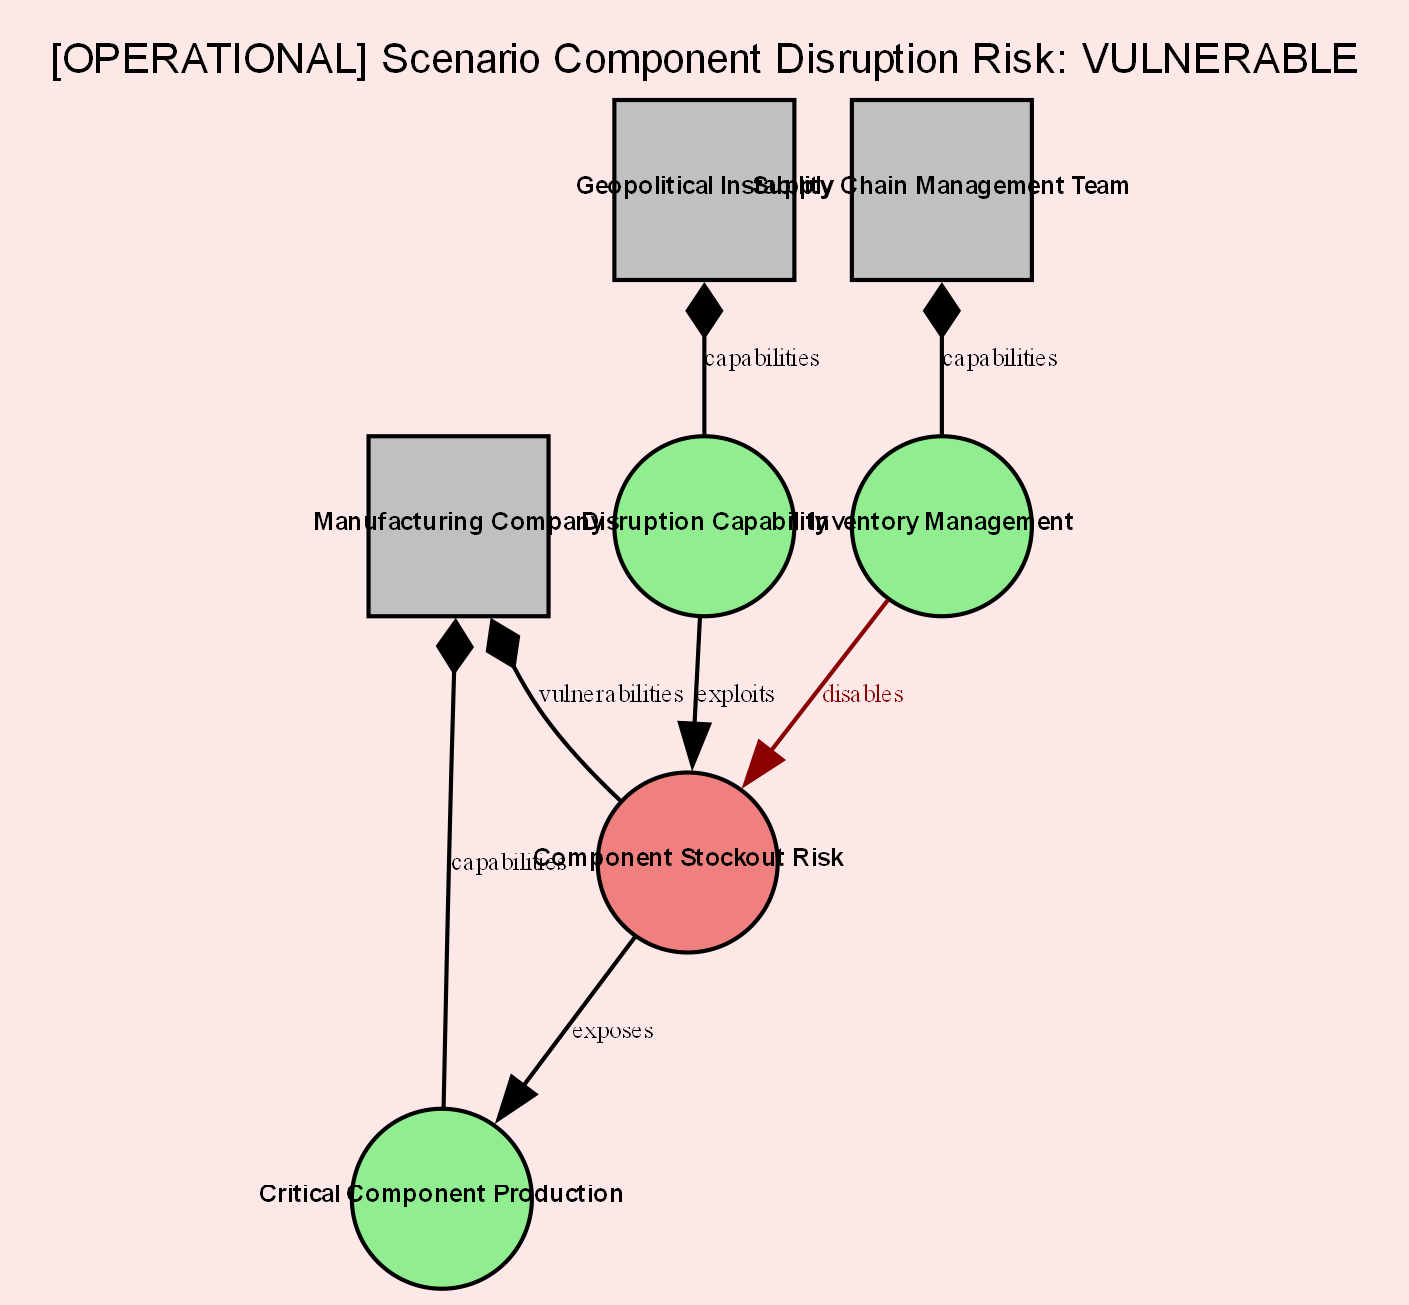 [OPERATIONAL] Scenario Component Disruption Risk: VULNERABLE
Geopolitical Instability
Supply Chain Management Team
capabilities
capabilities
Manufacturing Company
Disruption Capability
Inventory Management
vulnerabilities
exploits
disables
capabilities
Component Stockout Risk
exposes
Critical Component Production